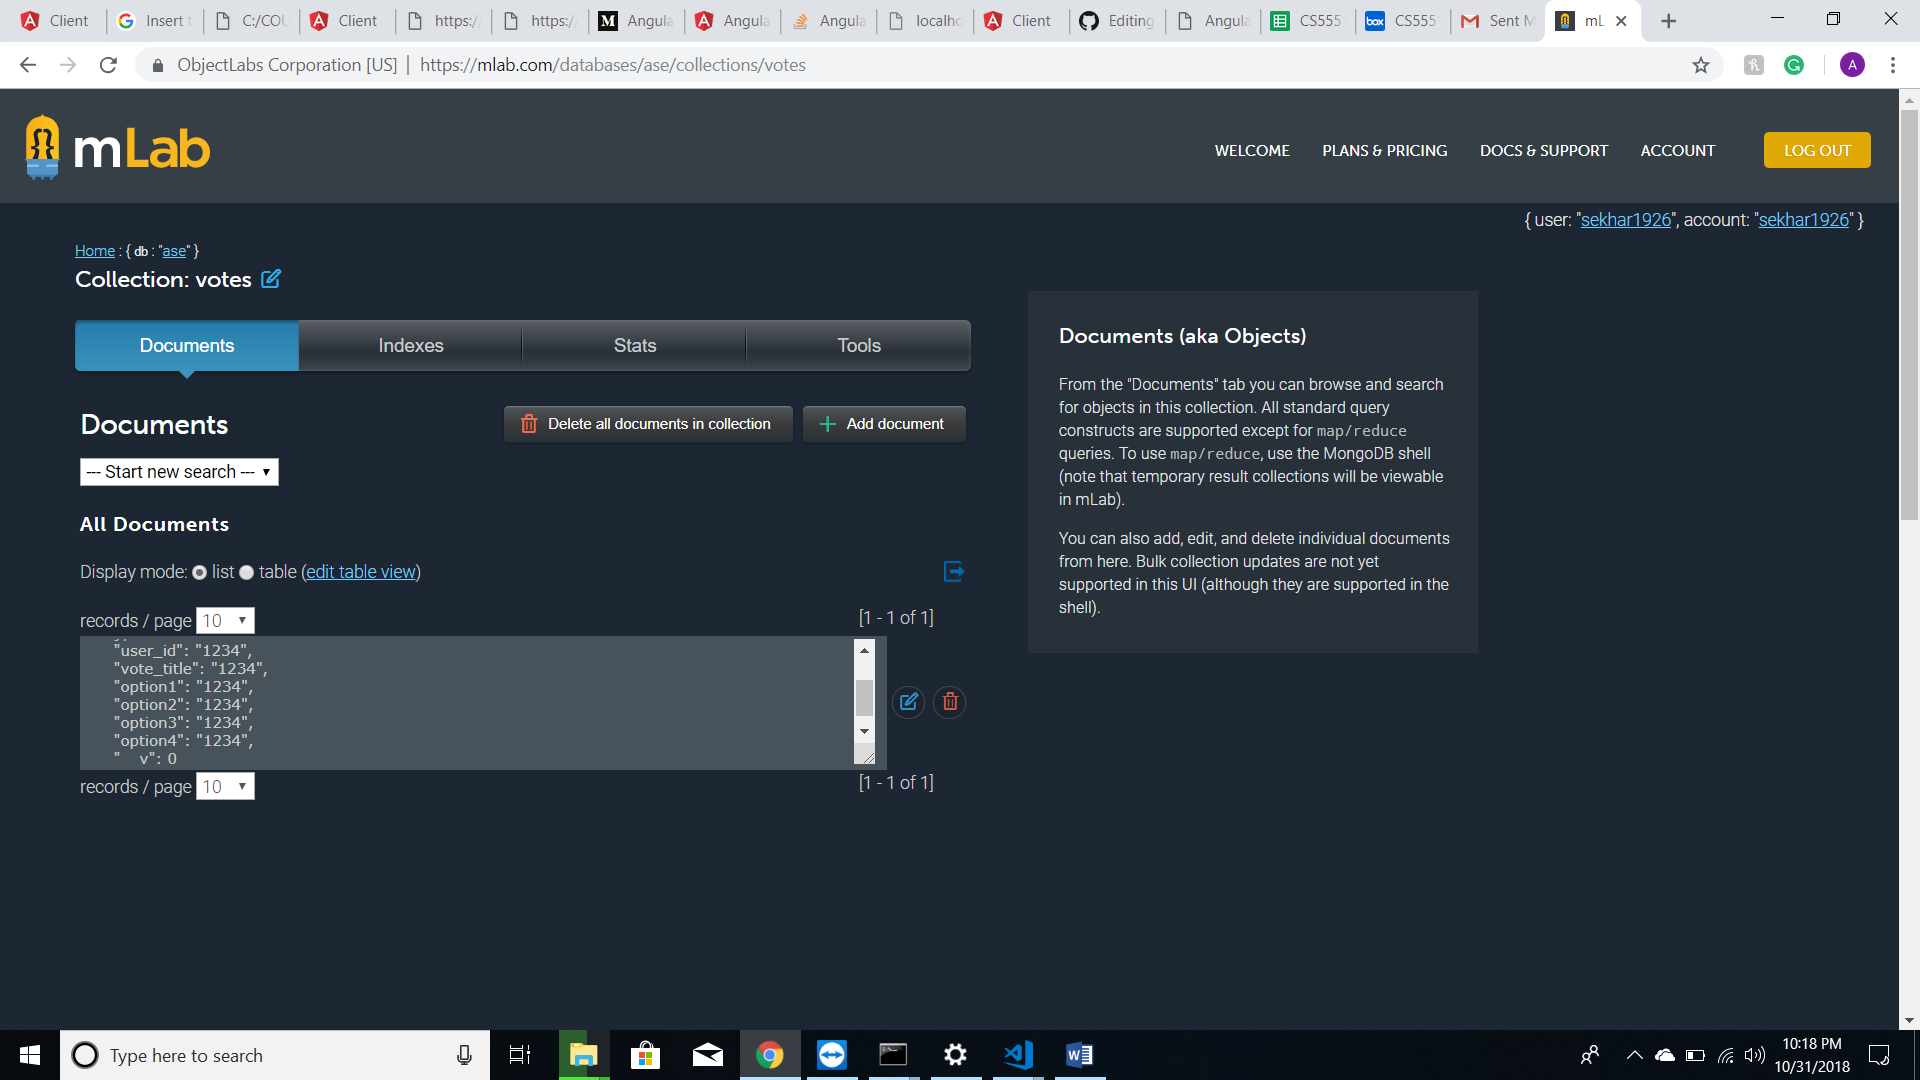 Client
Insert t
C:/COU
Client
https:/
https:/
Angula
Angula
Angula
localho
Client
Editing
Angula
CS555
CS555
Sent M
mL
ObjectLabs Corporation [US] | https://mlab.com/databases/ase/collections/votes
A
mLab
WELCOME PLANS & PRICING DOCS & SUPPORT ACCOUNT LOG OUT
{ user: "sekhar1926", account: "sekhar1926" }
Home : { db : "ase" }
Collection: votes
Documents Indexes Stats Tools
Documents
Delete all documents in collection
Add document
--- Start new search ---
All Documents
Display mode: list table (edit table view)
records / page 10
[1 - 1 of 1]
"user_id": "1234",
"vote_title": "1234",
"option1": "1234",
"option2": "1234",
"option3": "1234",
"option4": "1234",
"__v": 0
records / page 10
[1 - 1 of 1]
Documents (aka Objects)
From the "Documents" tab you can browse and search
for objects in this collection. All standard query
constructs are supported except for map/reduce
queries. To use map/reduce, use the MongoDB shell
(note that temporary result collections will be viewable
in mLab).
You can also add, edit, and delete individual documents
from here. Bulk collection updates are not yet
supported in this UI (although they are supported in the
shell).
Type here to search
10:18 PM
10/31/2018